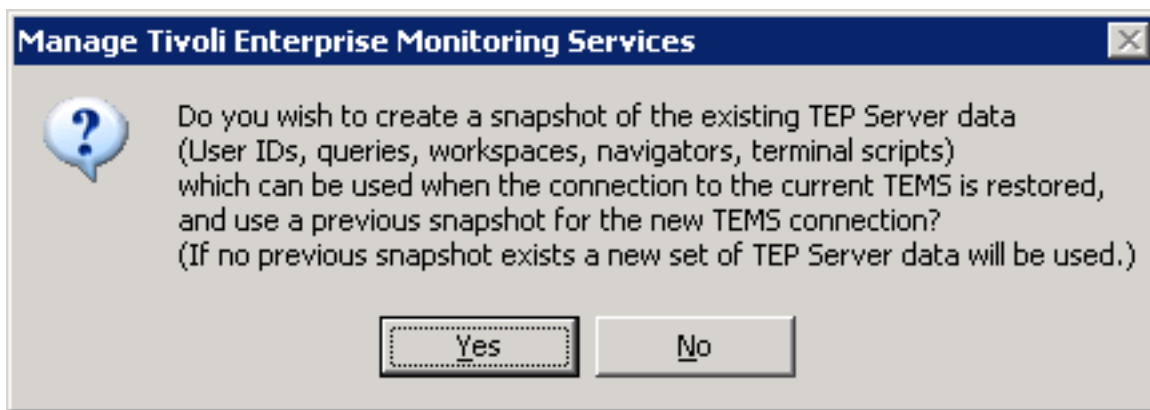 Manage Tivoli Enterprise Monitoring Services
Do you wish to create a snapshot of the existing TEP Server data
(User IDs, queries, workspaces, navigators, terminal scripts)
which can be used when the connection to the current TEMS is restored,
and use a previous snapshot for the new TEMS connection?
(If no previous snapshot exists a new set of TEP Server data will be used.)
Yes
No